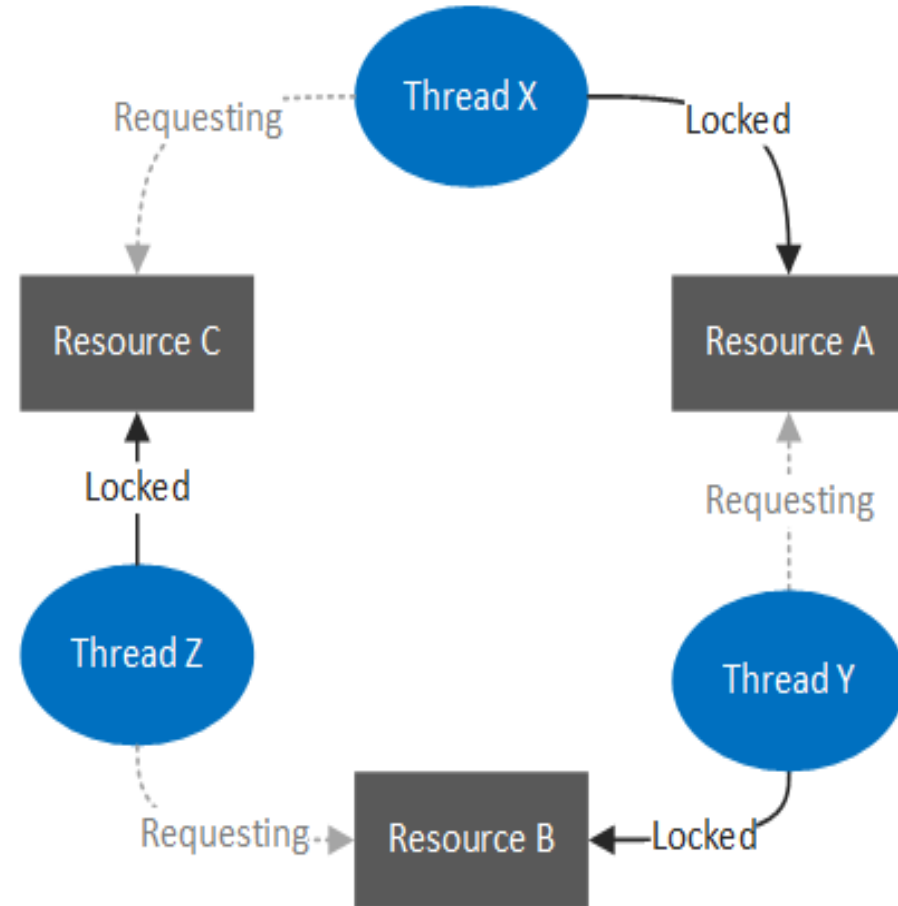 Thread X
Requesting
Locked
Resource C
Resource A
Locked
Requesting
Thread Z
Thread Y
Requesting
Resource B
Locked